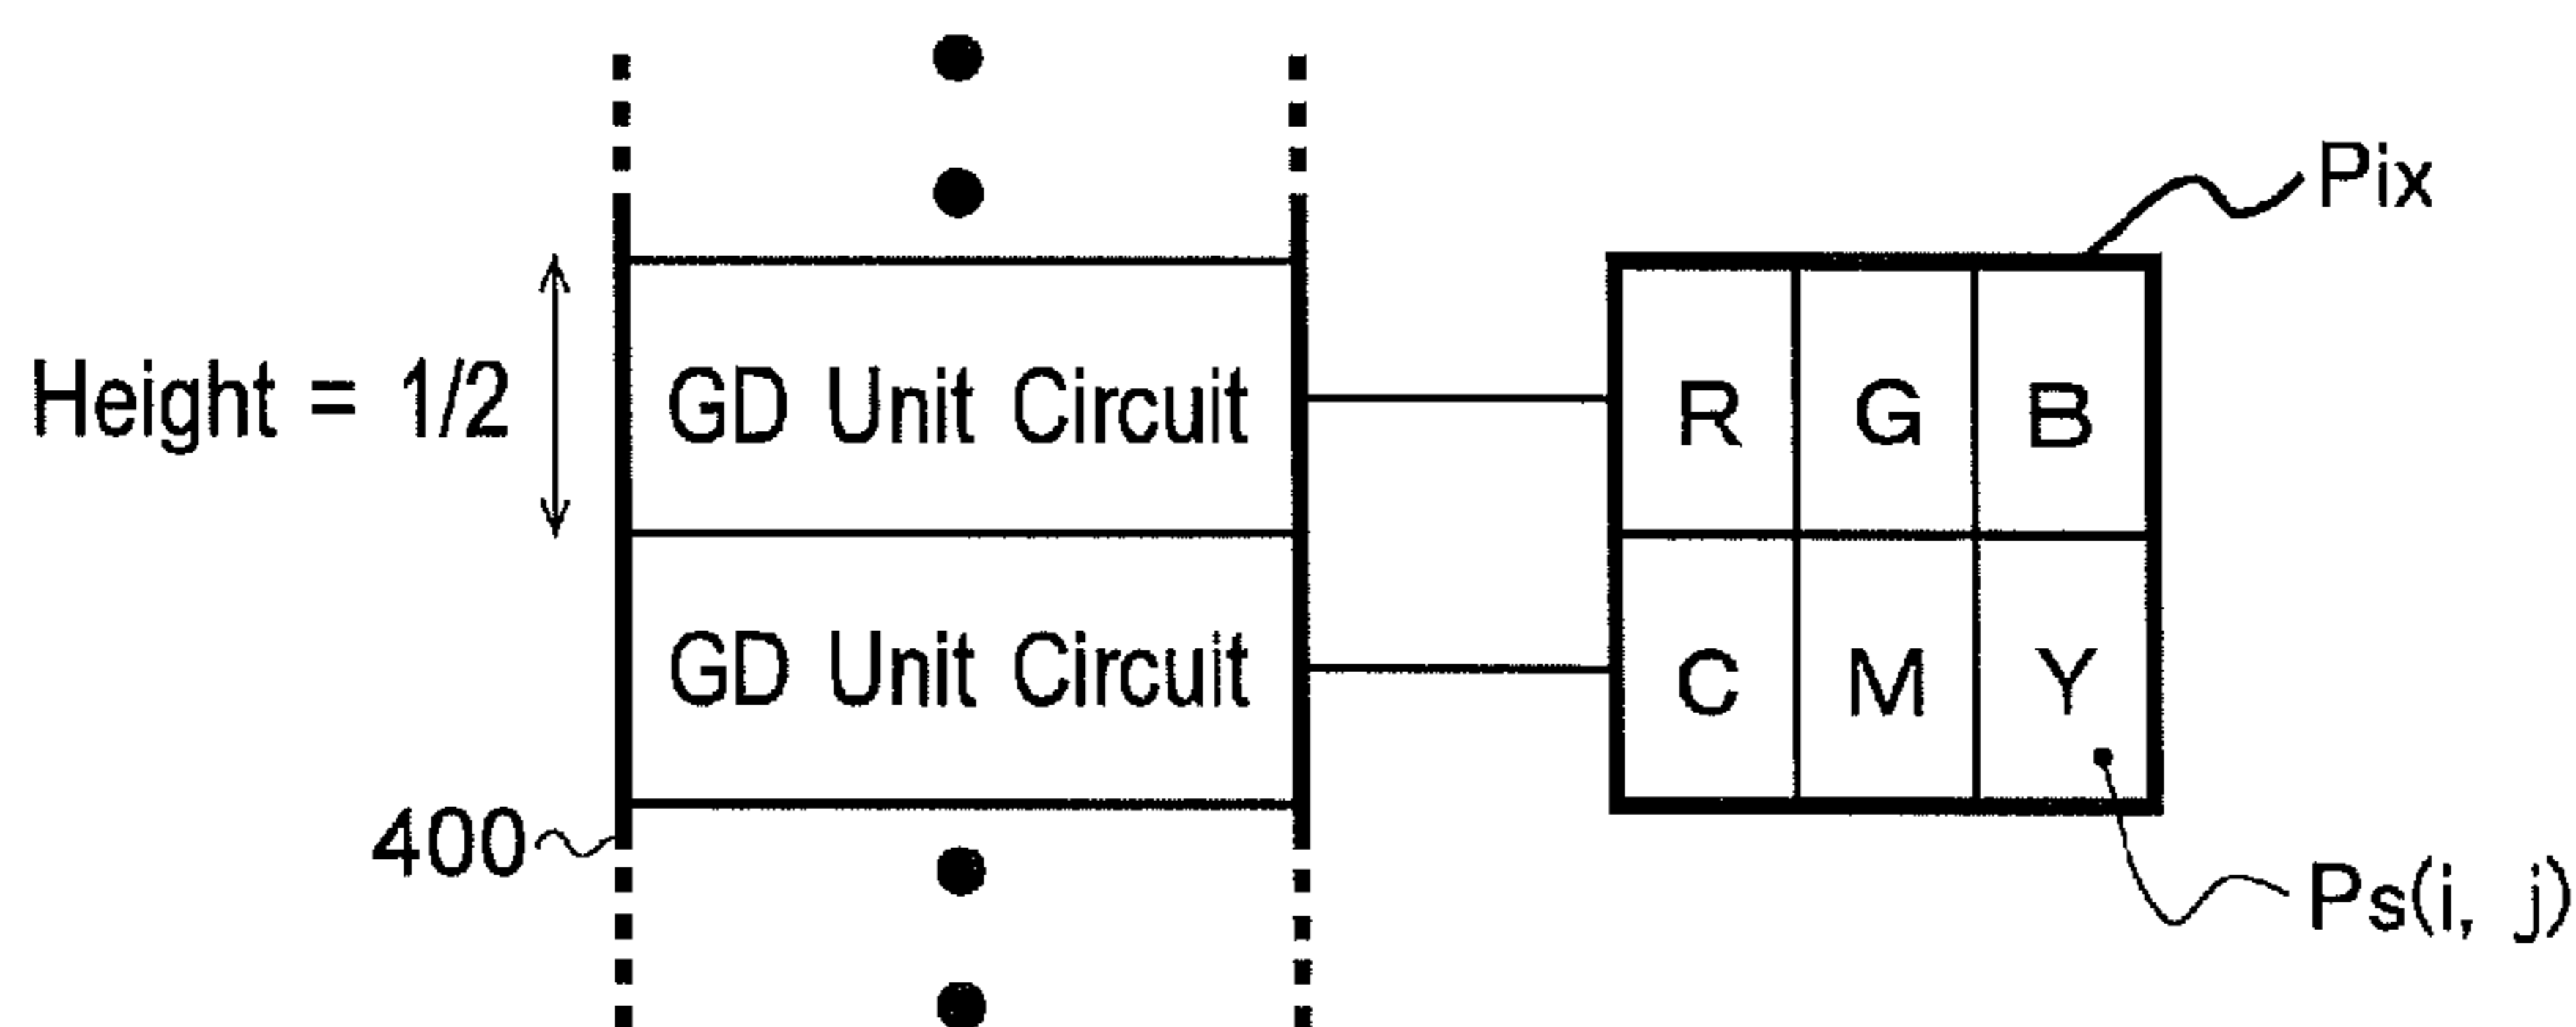 Pix
Height = 1/2
GD Unit Circuit
R G B
GD Unit Circuit
C M Y
400
Ps(i, j)